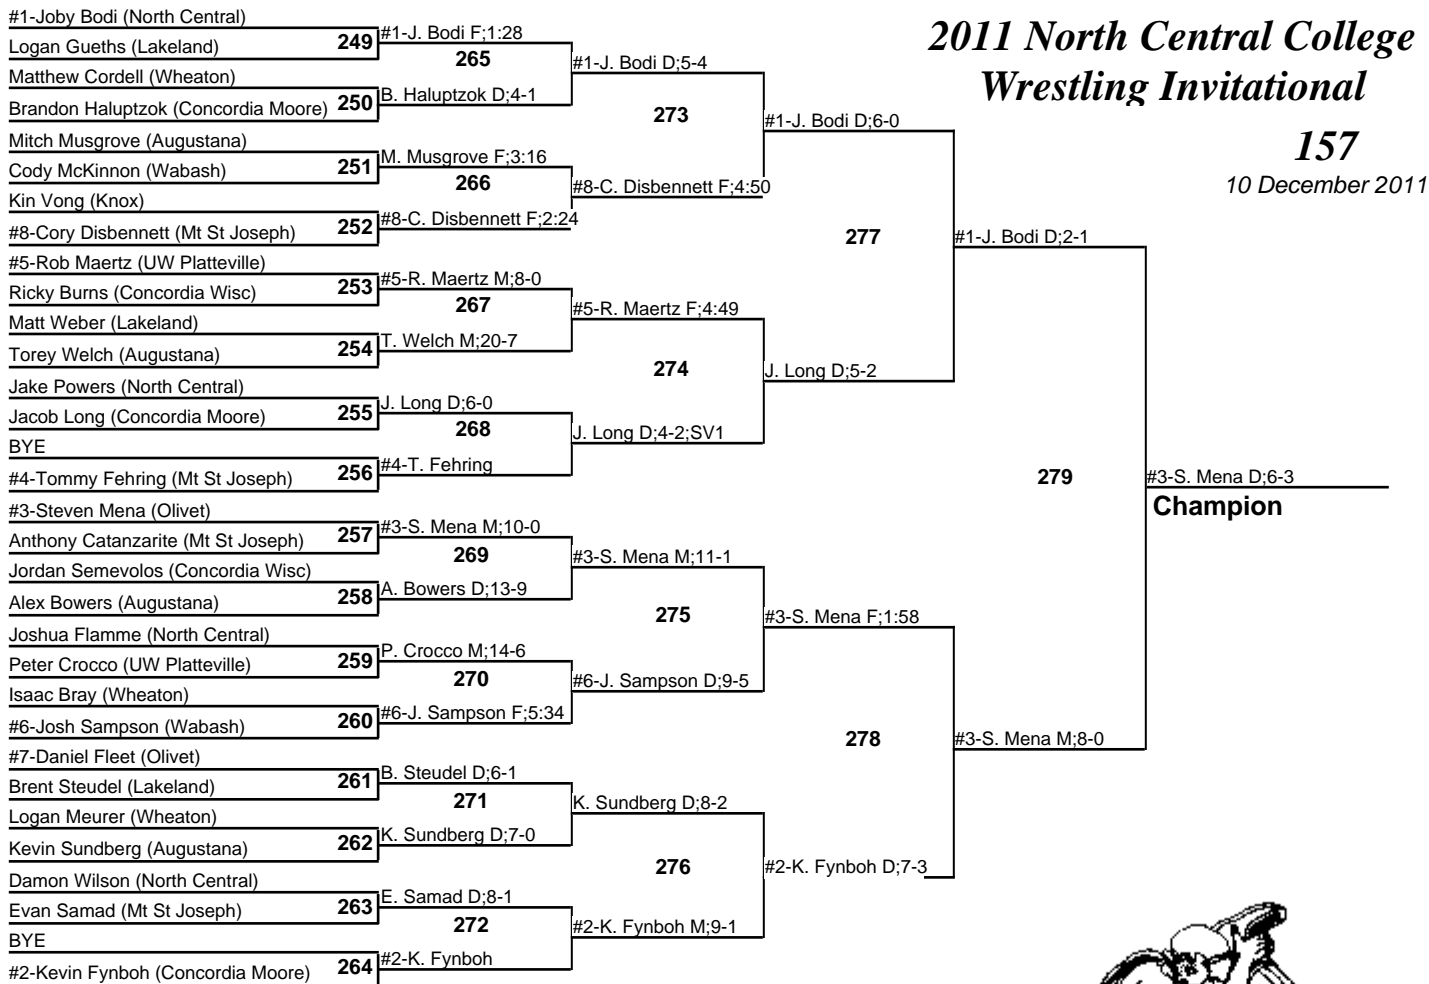 2011 North Central College
Wrestling Invitational
157
10 December 2011
#1-Joby Bodi (North Central)
Logan Gueths (Lakeland)
Matthew Cordell (Wheaton)
Brandon Haluptzok (Concordia Moore)
Mitch Musgrove (Augustana)
Cody McKinnon (Wabash)
Kin Vong (Knox)
#8-Cory Disbennett (Mt St Joseph)
#5-Rob Maertz (UW Platteville)
Ricky Burns (Concordia Wisc)
Matt Weber (Lakeland)
Torey Welch (Augustana)
Jake Powers (North Central)
Jacob Long (Concordia Moore)
BYE
#4-Tommy Fehring (Mt St Joseph)
#3-Steven Mena (Olivet)
Anthony Catanzarite (Mt St Joseph)
Jordan Semevolos (Concordia Wisc)
Alex Bowers (Augustana)
Joshua Flamme (North Central)
Peter Crocco (UW Platteville)
Isaac Bray (Wheaton)
#6-Josh Sampson (Wabash)
#7-Daniel Fleet (Olivet)
Brent Steudel (Lakeland)
Logan Meurer (Wheaton)
Kevin Sundberg (Augustana)
Damon Wilson (North Central)
Evan Samad (Mt St Joseph)
BYE
#2-Kevin Fynboh (Concordia Moore)
249
250
251
252
253
254
255
256
257
258
259
260
261
262
263
264
#1-J. Bodi F;1:28
265
B. Haluptzok D;4-1
M. Musgrove F;3:16
266
#8-C. Disbennett F;2:24
#5-R. Maertz M;8-0
267
T. Welch M;20-7
J. Long D;6-0
268
#4-T. Fehring
#3-S. Mena M;10-0
269
A. Bowers D;13-9
P. Crocco M;14-6
270
#6-J. Sampson F;5:34
B. Steudel D;6-1
271
K. Sundberg D;7-0
E. Samad D;8-1
272
#2-K. Fynboh
#1-J. Bodi D;5-4
273
#8-C. Disbennett F;4:50
#5-R. Maertz F;4:49
274
J. Long D;4-2;SV1
#3-S. Mena M;11-1
275
#6-J. Sampson D;9-5
K. Sundberg D;8-2
276
#2-K. Fynboh M;9-1
#1-J. Bodi D;6-0
277
J. Long D;5-2
#3-S. Mena F;1:58
278
#2-K. Fynboh D;7-3
#1-J. Bodi D;2-1
279
#3-S. Mena M;8-0
#3-S. Mena D;6-3
Champion